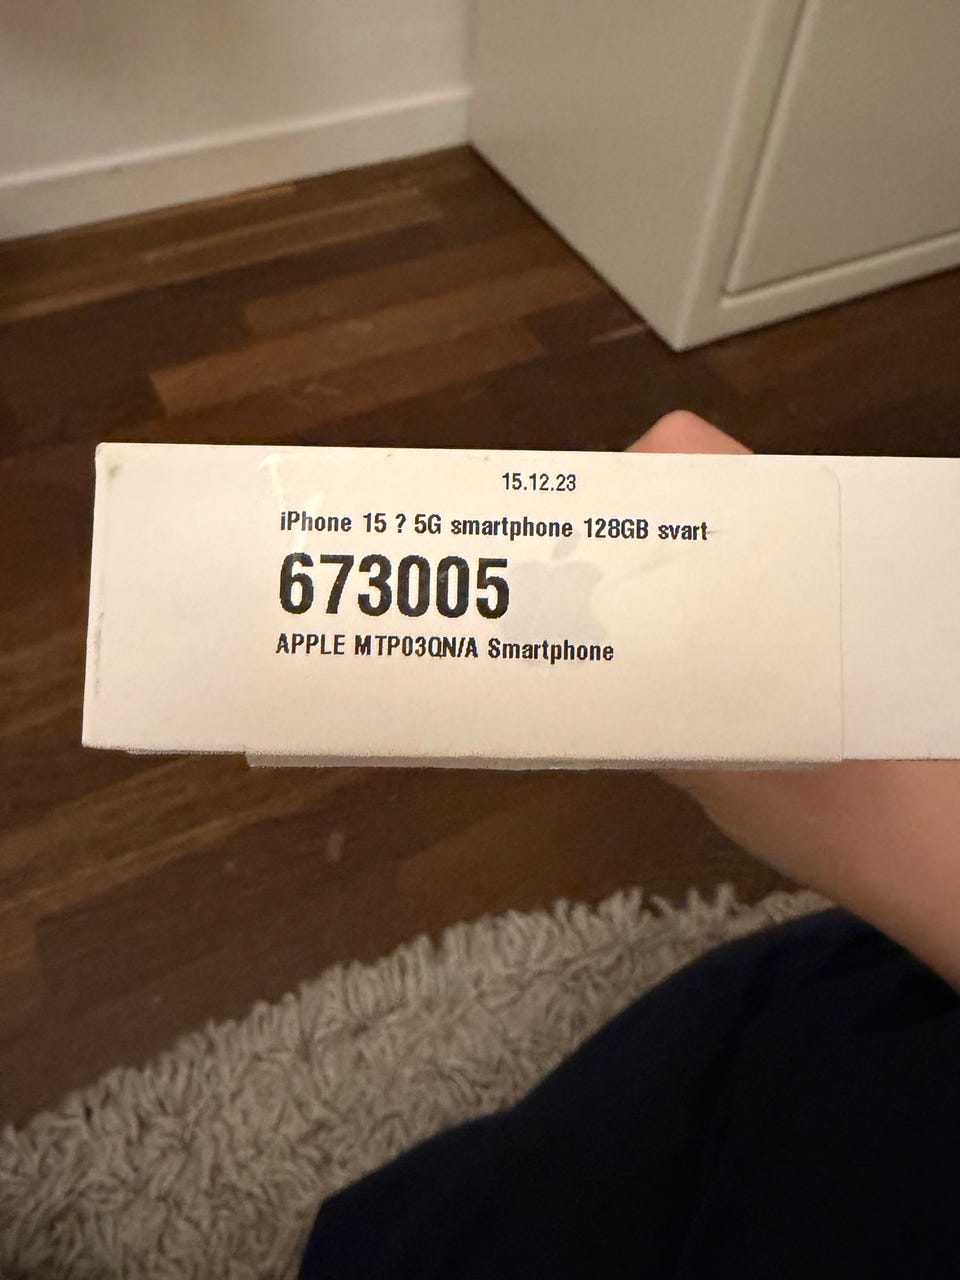 15.12.23
iPhone 15 ? 5G smartphone 128GB svart
673005
APPLE MTP03QN/A Smartphone